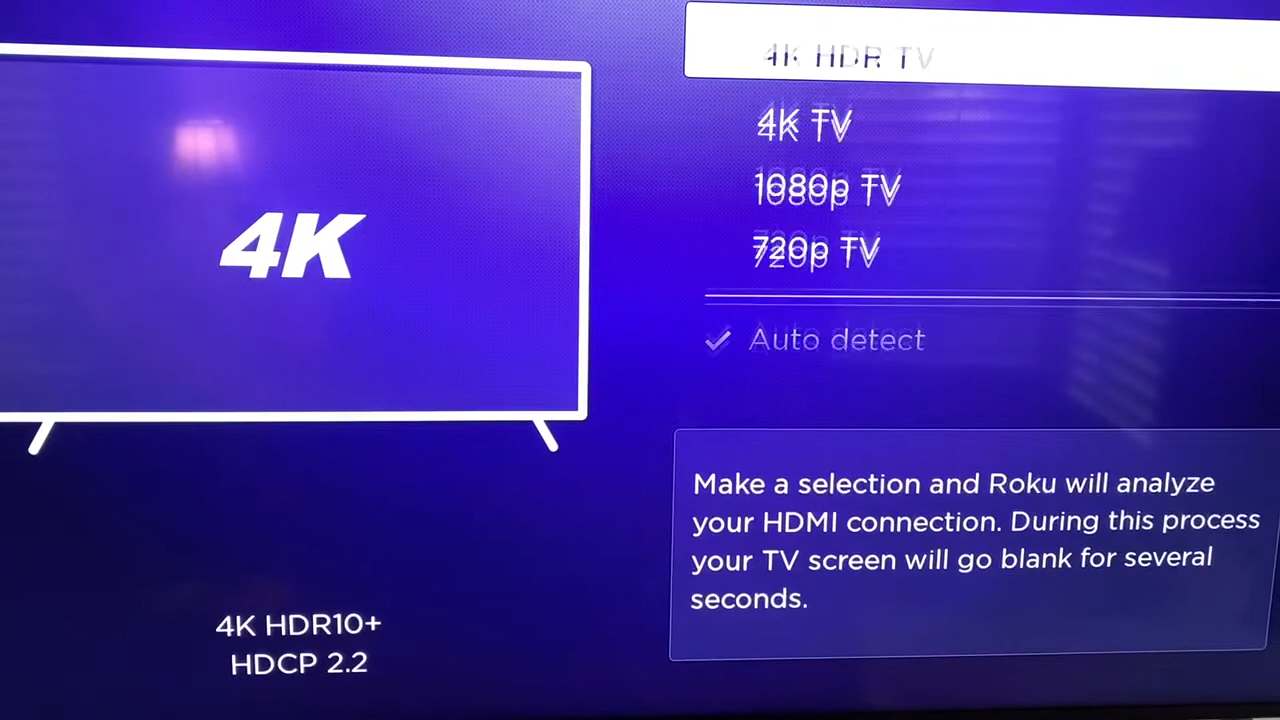 4K
4K HDR10+
HDCP 2.2
4K HDR TV
4K TV
1080p TV
720p TV
Auto detect
Make a selection and Roku will analyze
your HDMI connection. During this process
your TV screen will go blank for several
seconds.